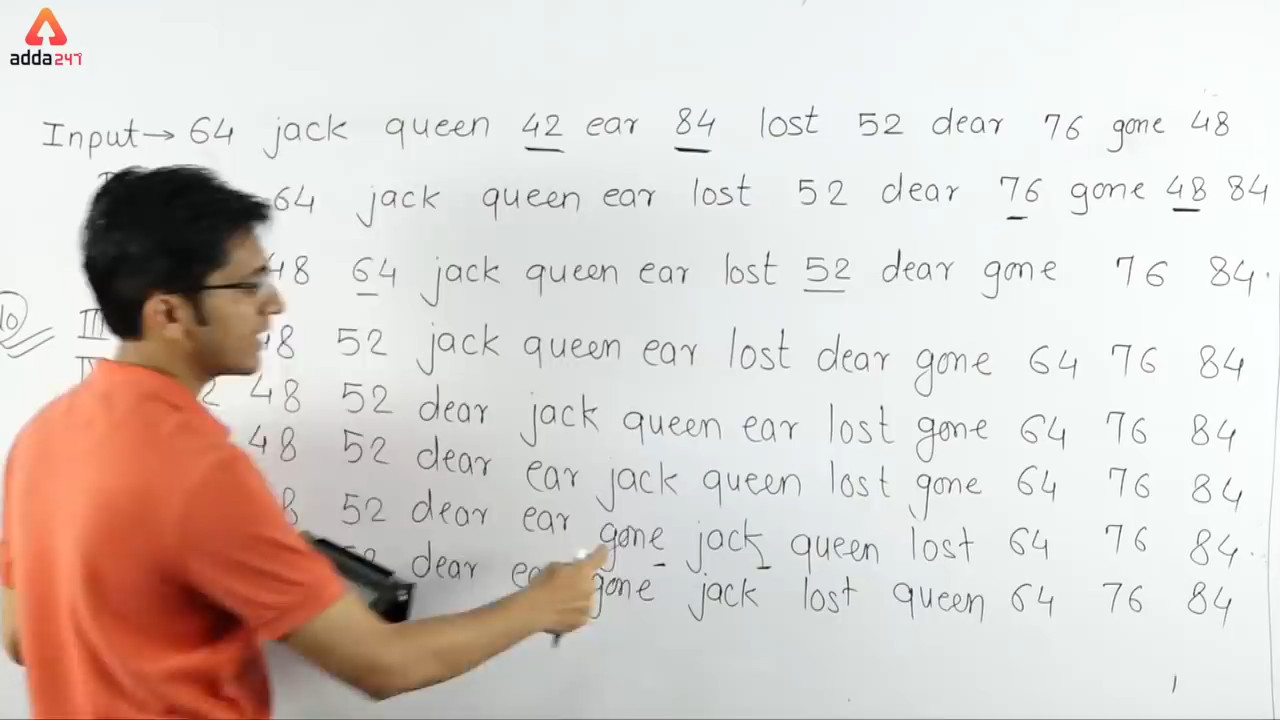 adda247
Input→ 64 jack queen 42 ear 84 lost 52 dear 76 gone 48
64 jack queen ear lost 52 dear 76 gone 48 84
48 64 jack queen ear lost 52 dear gone 76 84.
10 III 48 52 jack queen ear lost dear gone 64 76 84
48 52 dear jack queen ear lost gone 64 76 84
48 52 dear ear jack queen lost gone 64 76 84
52 dear ear gone jack queen lost 64 76 84.
dear gone jack lost queen 64 76 84